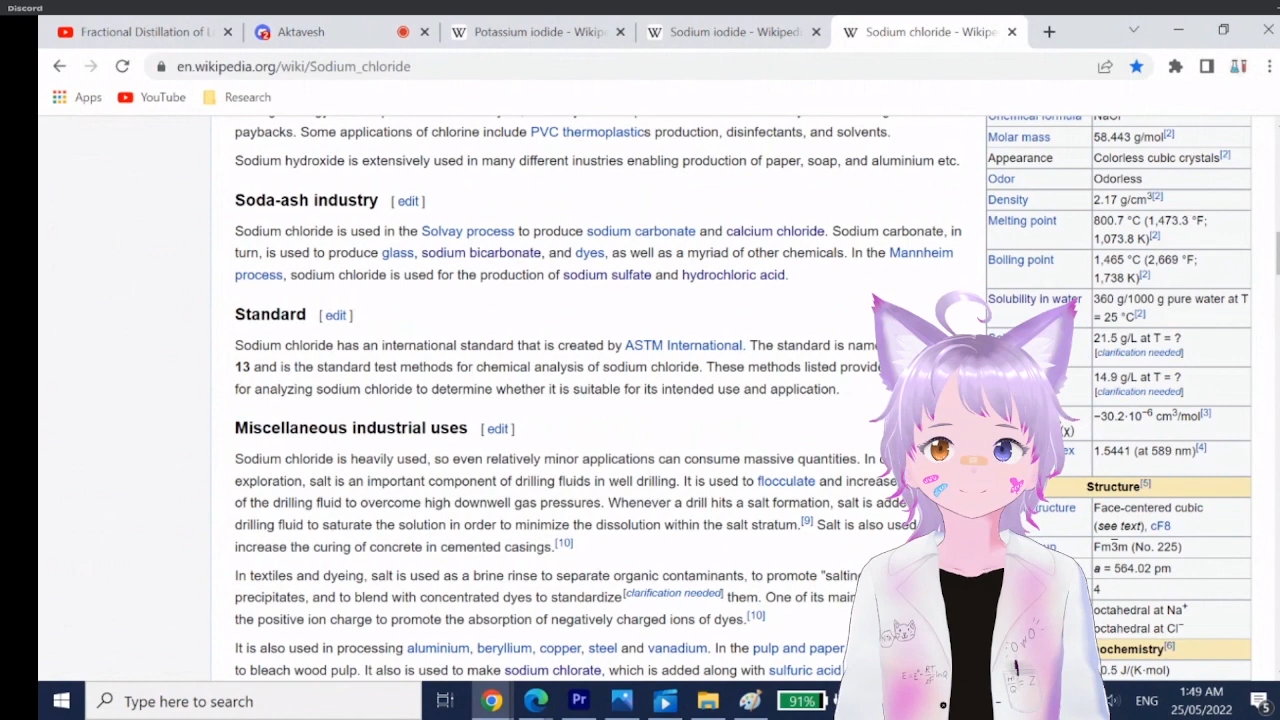 Discord
Fractional Distillation of L
Aktavesh
Potassium iodide - Wikip
Sodium iodide - Wikiped
Sodium chloride - Wikipe
en.wikipedia.org/wiki/Sodium_chloride
Apps
YouTube
Research
paybacks. Some applications of chlorine include PVC thermoplastics production, disinfectants, and solvents.
Sodium hydroxide is extensively used in many different inustries enabling production of paper, soap, and aluminium etc.
Soda-ash industry [ edit ]
Sodium chloride is used in the Solvay process to produce sodium carbonate and calcium chloride. Sodium carbonate, in
turn, is used to produce glass, sodium bicarbonate, and dyes, as well as a myriad of other chemicals. In the Mannheim
process, sodium chloride is used for the production of sodium sulfate and hydrochloric acid.
Standard [ edit ]
Sodium chloride has an international standard that is created by ASTM International. The standard is nam
13 and is the standard test methods for chemical analysis of sodium chloride. These methods listed provid
for analyzing sodium chloride to determine whether it is suitable for its intended use and application.
Miscellaneous industrial uses [ edit ]
Sodium chloride is heavily used, so even relatively minor applications can consume massive quantities. In
exploration, salt is an important component of drilling fluids in well drilling. It is used to flocculate and increase
of the drilling fluid to overcome high downwell gas pressures. Whenever a drill hits a salt formation, salt is adde
drilling fluid to saturate the solution in order to minimize the dissolution within the salt stratum.[9] Salt is also used
increase the curing of concrete in cemented casings.[10]
In textiles and dyeing, salt is used as a brine rinse to separate organic contaminants, to promote "salting
precipitates, and to blend with concentrated dyes to standardize[clarification needed] them. One of its main
the positive ion charge to promote the absorption of negatively charged ions of dyes.[10]
It is also used in processing aluminium, beryllium, copper, steel and vanadium. In the pulp and paper
to bleach wood pulp. It also is used to make sodium chlorate, which is added along with sulfuric acid
Chemical formula NaCl
Molar mass 58.443 g/mol[2]
Appearance Colorless cubic crystals[2]
Odor Odorless
Density 2.17 g/cm3[2]
Melting point 800.7 °C (1,473.3 °F;
1,073.8 K)[2]
Boiling point 1,465 °C (2,669 °F;
1,738 K)[2]
Solubility in water 360 g/1000 g pure water at T
= 25 °C[2]
21.5 g/L at T = ?
[clarification needed]
14.9 g/L at T = ?
[clarification needed]
−30.2·10−6 cm3/mol[3]
(χ)
ex 1.5441 (at 589 nm)[4]
Structure[5]
tructure Face-centered cubic
(see text), cF8
Fm3̅m (No. 225)
a = 564.02 pm
4
octahedral at Na+
octahedral at Cl−
ochemistry[6]
0.5 J/(K·mol)
Type here to search
Pr
91%
ENG
1:49 AM
25/05/2022
5